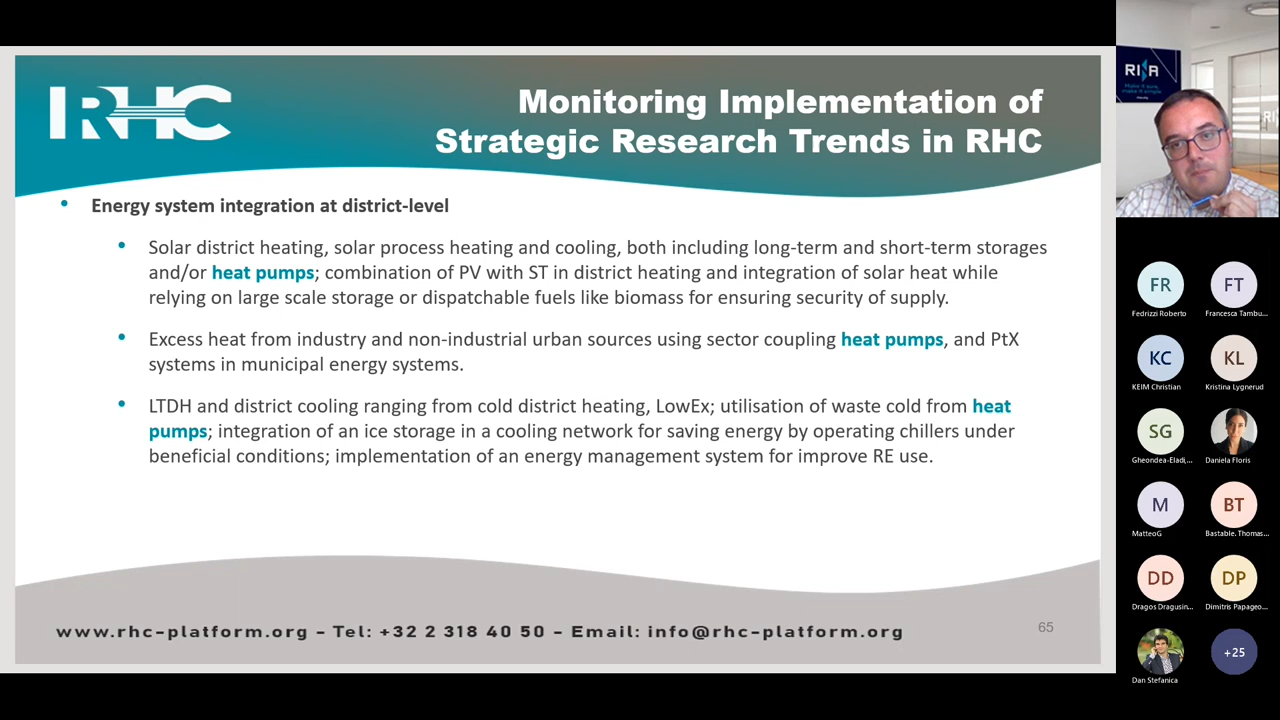 RHC
Monitoring Implementation of
Strategic Research Trends in RHC
• Energy system integration at district-level
• Solar district heating, solar process heating and cooling, both including long-term and short-term storages
and/or heat pumps; combination of PV with ST in district heating and integration of solar heat while
relying on large scale storage or dispatchable fuels like biomass for ensuring security of supply.
• Excess heat from industry and non-industrial urban sources using sector coupling heat pumps, and PtX
systems in municipal energy systems.
• LTDH and district cooling ranging from cold district heating, LowEx; utilisation of waste cold from heat
pumps; integration of an ice storage in a cooling network for saving energy by operating chillers under
beneficial conditions; implementation of an energy management system for improve RE use.
www.rhc-platform.org – Tel: +32 2 318 40 50 – Email: info@rhc-platform.org
65
RINA
Make it sure,
make it simple.
RI
FR
Fedrizzi Roberto
FT
Francesca Tambu...
KC
KEIM Christian
KL
Kristina Lygnerud
SG
Gheondea-Eladi,...
Daniela Floris
M
MatteoG
BT
Bastable. Thomas...
DD
Dragos Dragusin...
DP
Dimitris Papageo...
Dan Stefanica
+25